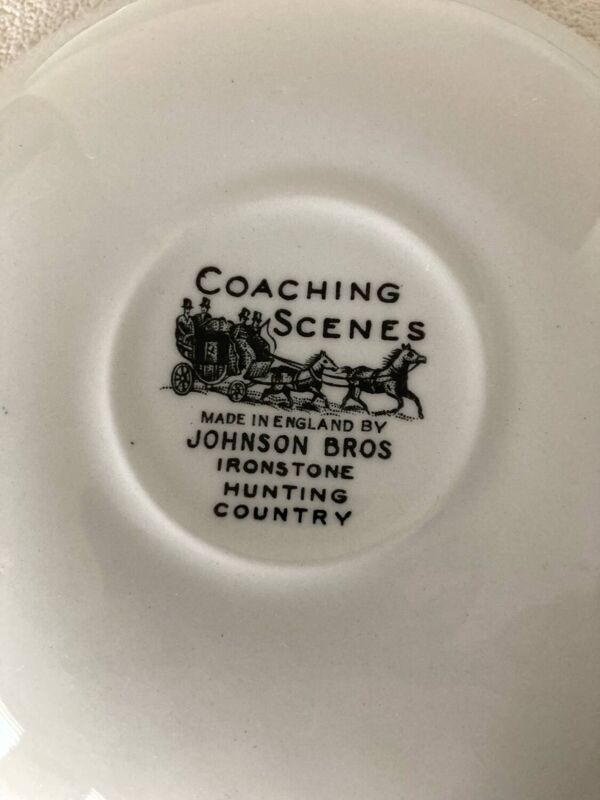 COACHING
SCENES
MADE IN ENGLAND BY
JOHNSON BROS
IRONSTONE
HUNTING
COUNTRY